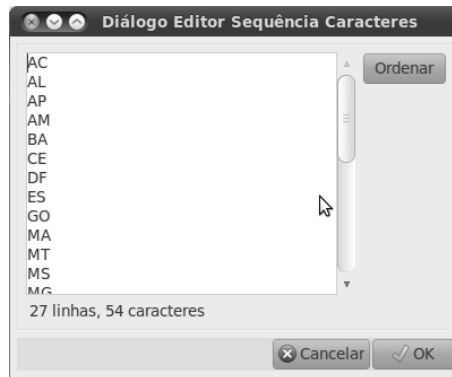 Diálogo Editor Sequência Caracteres
AC
AL
AP
AM
BA
CE
DF
ES
GO
MA
MT
MS
MG
Ordenar
27 linhas, 54 caracteres
Cancelar
OK